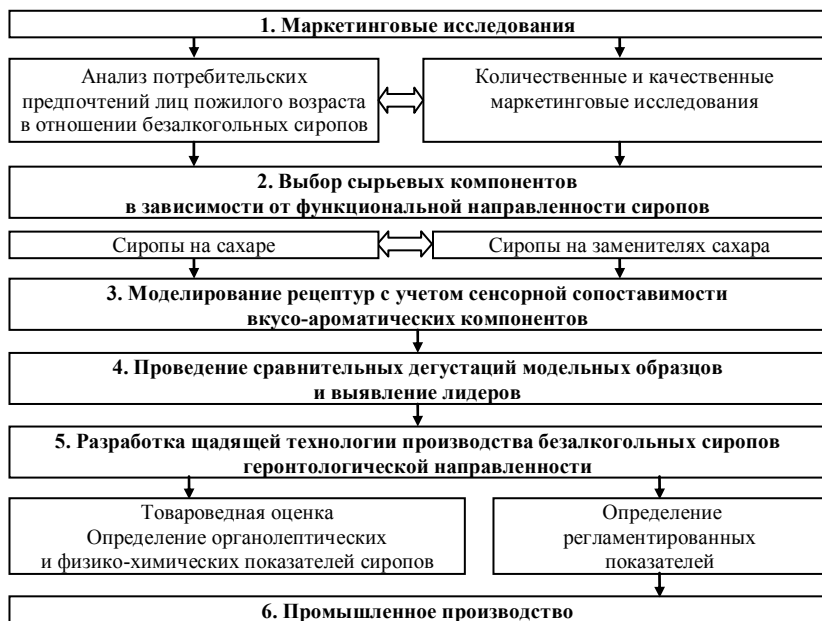 1. Маркетинговые исследования
Анализ потребительских
предпочтений лиц пожилого возраста
в отношении безалкогольных сиропов
Количественные и качественные
маркетинговые исследования
2. Выбор сырьевых компонентов
в зависимости от функциональной направленности сиропов
Сиропы на сахаре
Сиропы на заменителях сахара
3. Моделирование рецептур с учетом сенсорной сопоставимости
вкусо-ароматических компонентов
4. Проведение сравнительных дегустаций модельных образцов
и выявление лидеров
5. Разработка щадящей технологии производства безалкогольных сиропов
геронтологической направленности
Товароведная оценка
Определение органолептических
и физико-химических показателей сиропов
Определение
регламентированных
показателей
6. Промышленное производство